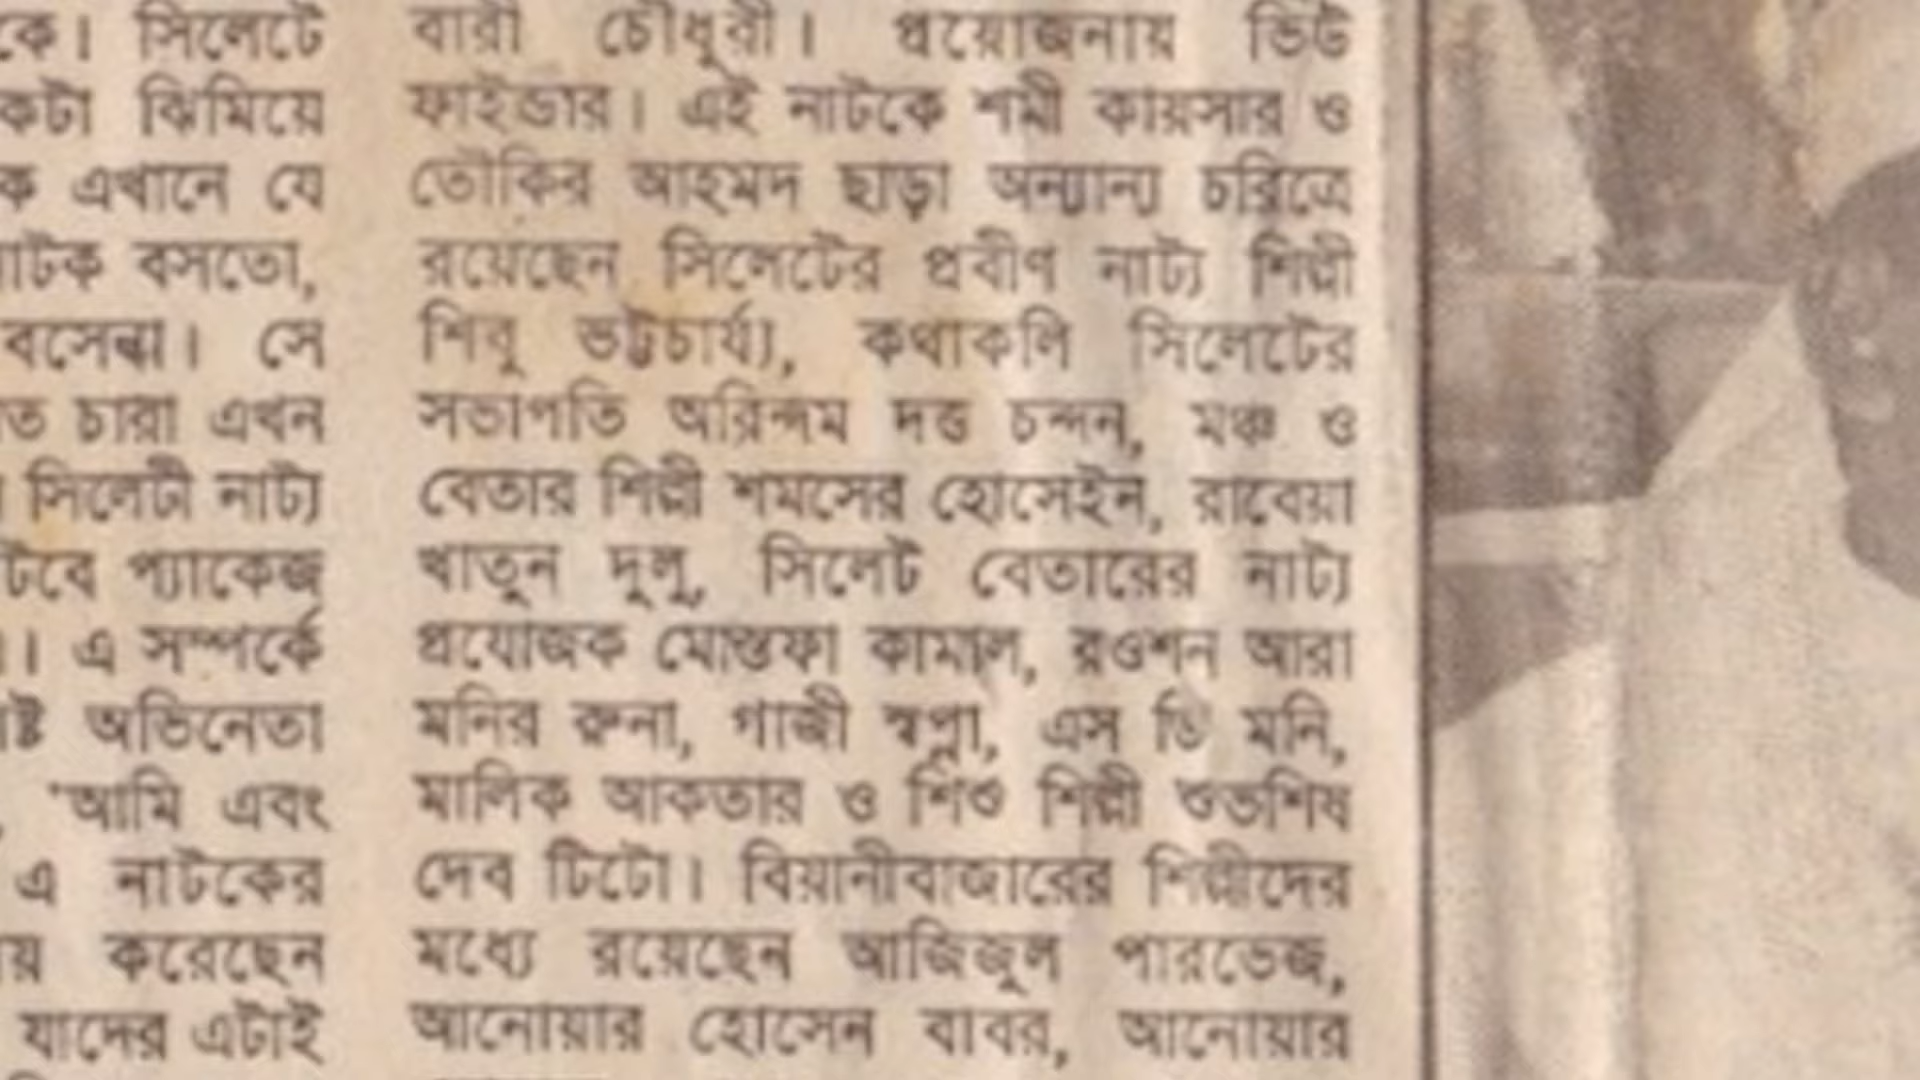 কে। সিলেটে
কটা ঝিমিয়ে
ক এখানে যে
াটক বসতো,
বসেনা। সে
ত চারা এখন
সিলেটী নাট্য
টবে প্যাকেজ
। এ সম্পর্কে
ষ্ট অভিনেতা
'আমি এবং
এ নাটকের
য় করেছেন
যাদের এটাই
বারী চৌধুরী। প্রয়োজনায় ভিউ
ফাইন্ডার। এই নাটকে শমী কায়সার ও
তৌকির আহমদ ছাড়া অন্যান্য চরিত্রে
রয়েছেন সিলেটের প্রবীণ নাট্য শিল্পী
শিবু ভট্টচার্য্য, কথাকলি সিলেটের
সভাপতি অরিন্দম দত্ত চন্দন, মঞ্চ ও
বেতার শিল্পী শমসের হোসেইন, রাবেয়া
খাতুন দুলু, সিলেট বেতারের নাট্য
প্রযোজক মোস্তফা কামাল, রওশন আরা
মনির রুনা, গাজী স্বপ্না, এস ডি মনি,
মালিক আকতার ও শিশু শিল্পী শুভশিষ
দেব টিটো। বিয়ানীবাজারের শিল্পীদের
মধ্যে রয়েছেন আজিজুল পারভেজ,
আনোয়ার হোসেন বাবর, আনোয়ার